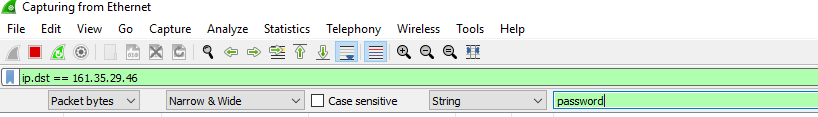 Capturing from Ethernet
File Edit View Go Capture Analyze Statistics Telephony Wireless Tools Help
ip.dst == 161.35.29.46
Packet bytes Narrow & Wide Case sensitive String password